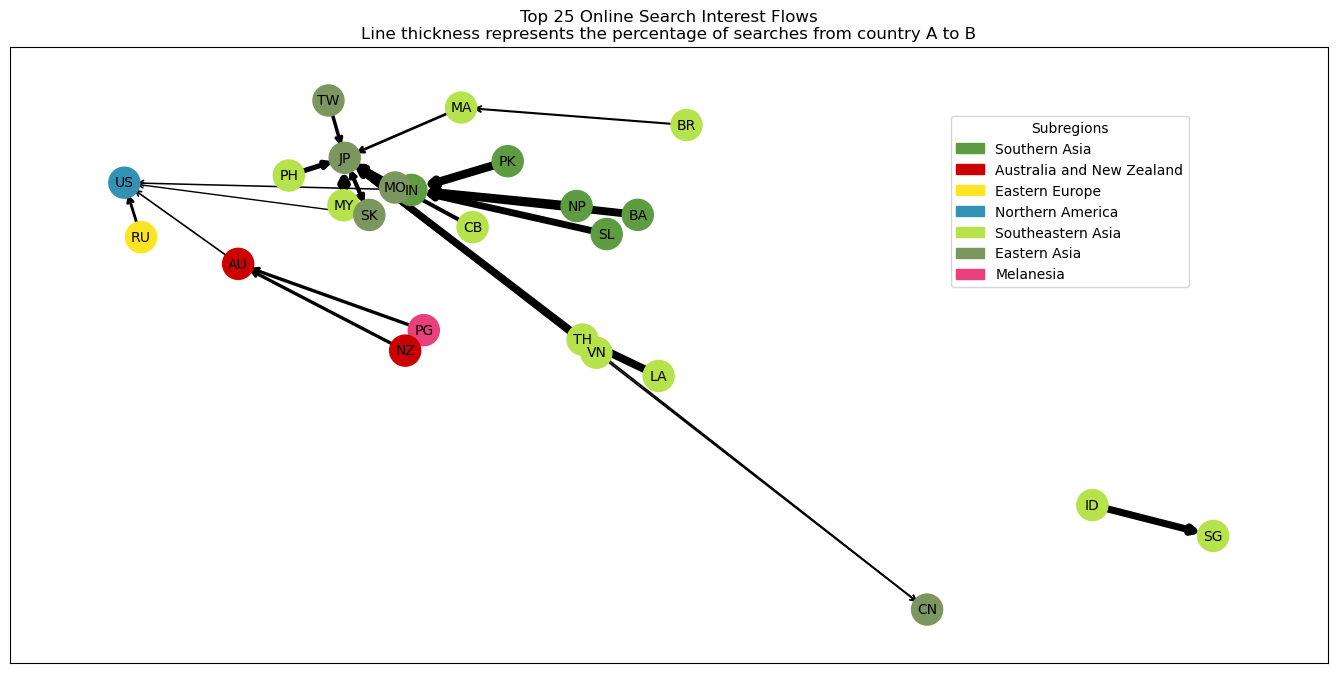 Top 25 Online Search Interest Flows
Line thickness represents the percentage of searches from country A to B
TW
MA
BR
Subregions
Southern Asia
Australia and New Zealand
Eastern Europe
Northern America
Southeastern Asia
Eastern Asia
Melanesia
JP
PK
PH
US
MO
IN
MY
SK
NP
BA
CB
SL
RU
AU
PG
NZ
TH
VN
LA
ID
SG
CN